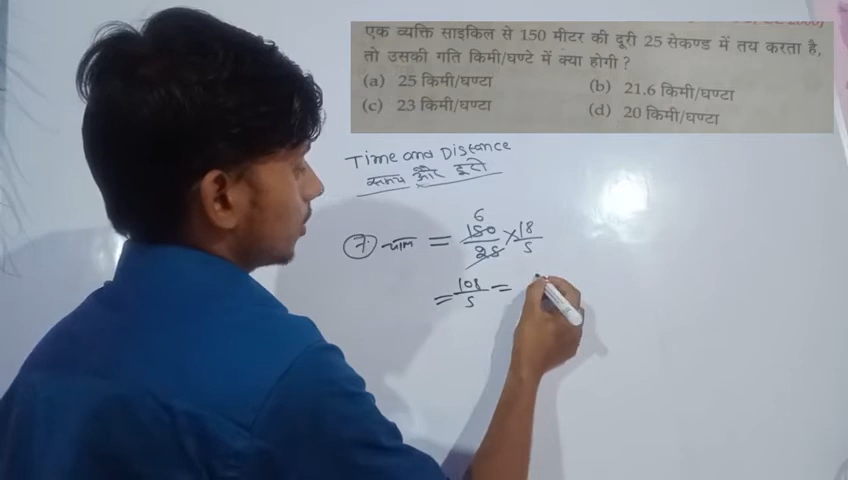 एक व्यक्ति साइकिल से 150 मीटर की दूरी 25 सेकण्ड में तय करता है,
तो उसकी गति किमी/घण्टे में क्या होगी ?
(a) 25 किमी/घण्टा
(b) 21.6 किमी/घण्टा
(c) 23 किमी/घण्टा
(d) 20 किमी/घण्टा
Time and Distance
समय और दूरी
7. चाल = 150/25 × 18/5
6
= 108/5 =